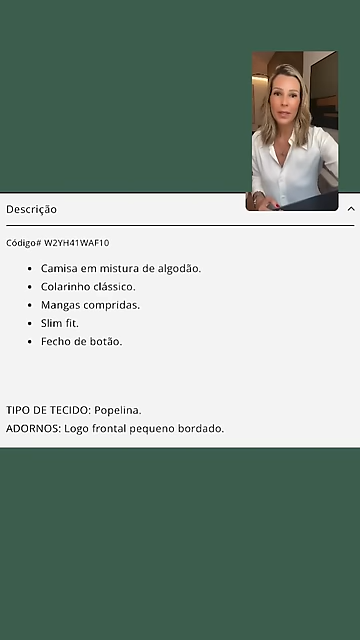 Descrição
Código# W2YH41WAF10
• Camisa em mistura de algodão.
• Colarinho clássico.
• Mangas compridas.
• Slim fit.
• Fecho de botão.
TIPO DE TECIDO: Popelina.
ADORNOS: Logo frontal pequeno bordado.